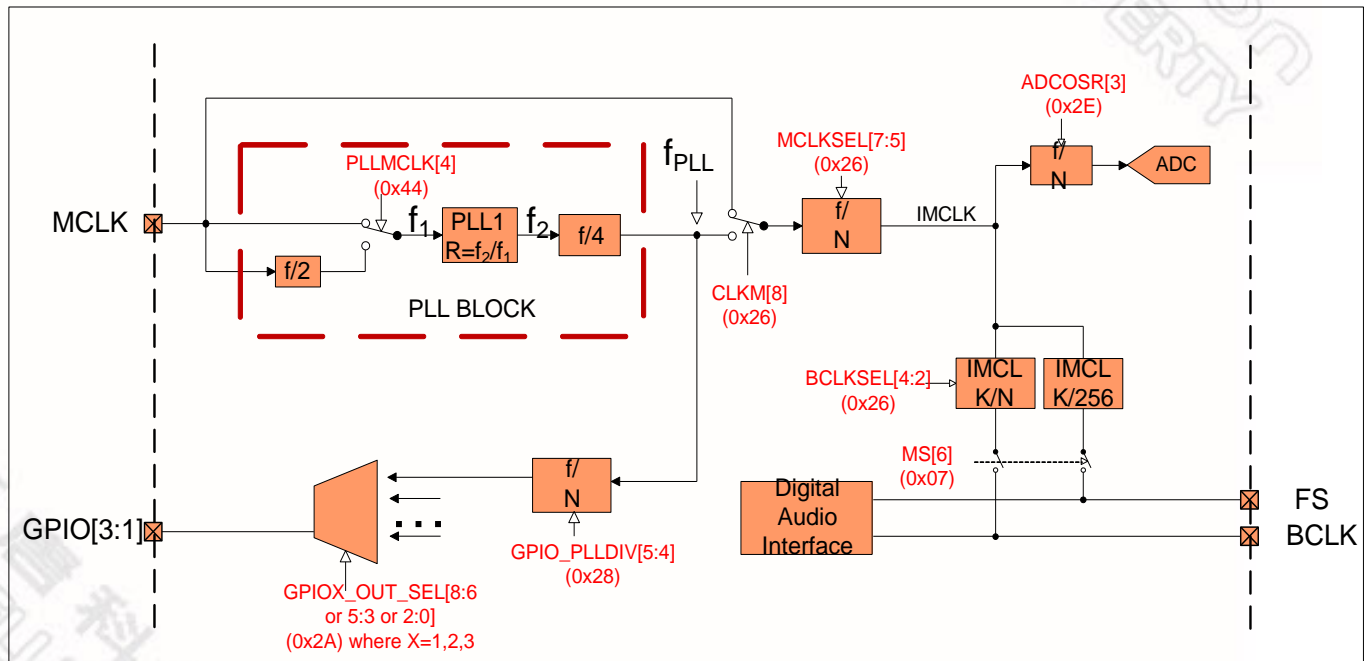 ADCOSR[3]
(0x2E)
f/
N
ADC
MCLKSEL[7:5]
(0x26)
f/
N
IMCLK
PLLMCLK[4]
(0x44)
fPLL
MCLK
f1
PLL1
R=f2/f1
f2
f/4
f/2
PLL BLOCK
CLKM[8]
(0x26)
BCLKSEL[4:2]
(0x26)
IMCL
K/N
IMCL
K/256
MS[6]
(0x07)
Digital
Audio
Interface
FS
BCLK
GPIO[3:1]
f/
N
GPIO_PLLDIV[5:4]
(0x28)
GPIOX_OUT_SEL[8:6
or 5:3 or 2:0]
(0x2A) where X=1,2,3
ERTY
科